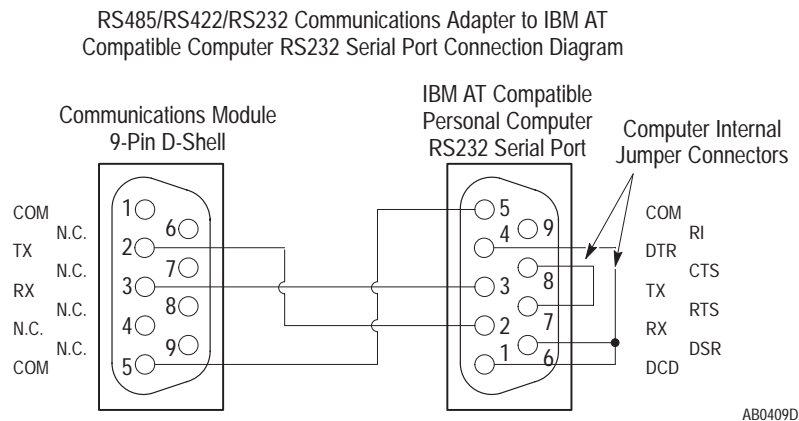 RS485/RS422/RS232 Communications Adapter to IBM AT
Compatible Computer RS232 Serial Port Connection Diagram
Communications Module
9-Pin D-Shell
IBM AT Compatible
Personal Computer
RS232 Serial Port
Computer Internal
Jumper Connectors
COM
N.C.
TX
N.C.
RX
N.C.
N.C.
N.C.
COM
1
6
2
7
3
8
4
9
5
5
9
4
8
3
7
2
6
1
COM
RI
DTR
CTS
TX
RTS
RX
DSR
DCD
AB0409D